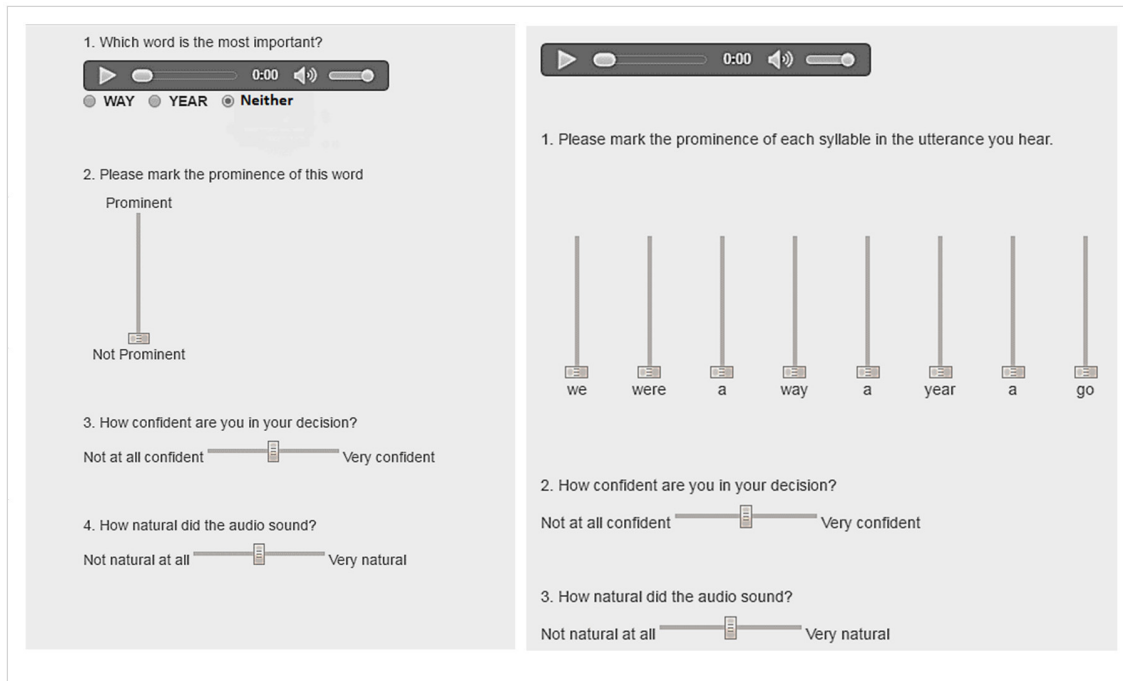 1. Which word is the most important?
0:00
WAY YEAR Neither
2. Please mark the prominence of this word
Prominent
Not Prominent
3. How confident are you in your decision?
Not at all confident Very confident
4. How natural did the audio sound?
Not natural at all Very natural
0:00
1. Please mark the prominence of each syllable in the utterance you hear.
we were a way a year a go
2. How confident are you in your decision?
Not at all confident Very confident
3. How natural did the audio sound?
Not natural at all Very natural